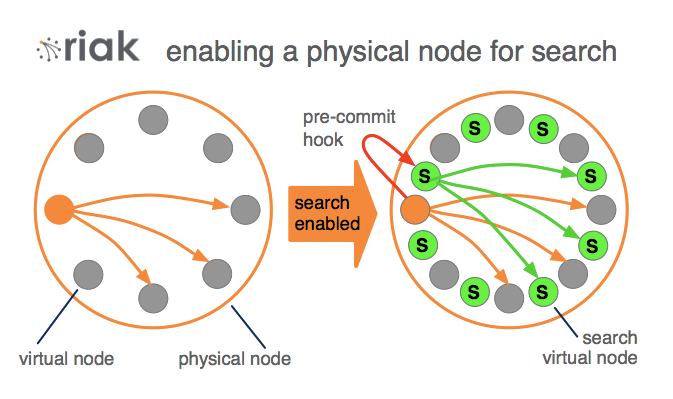 riak enabling a physical node for search
pre-commit
hook
search
enabled
S
S
S
S
S
S
S
S
virtual node
physical node
search
virtual node